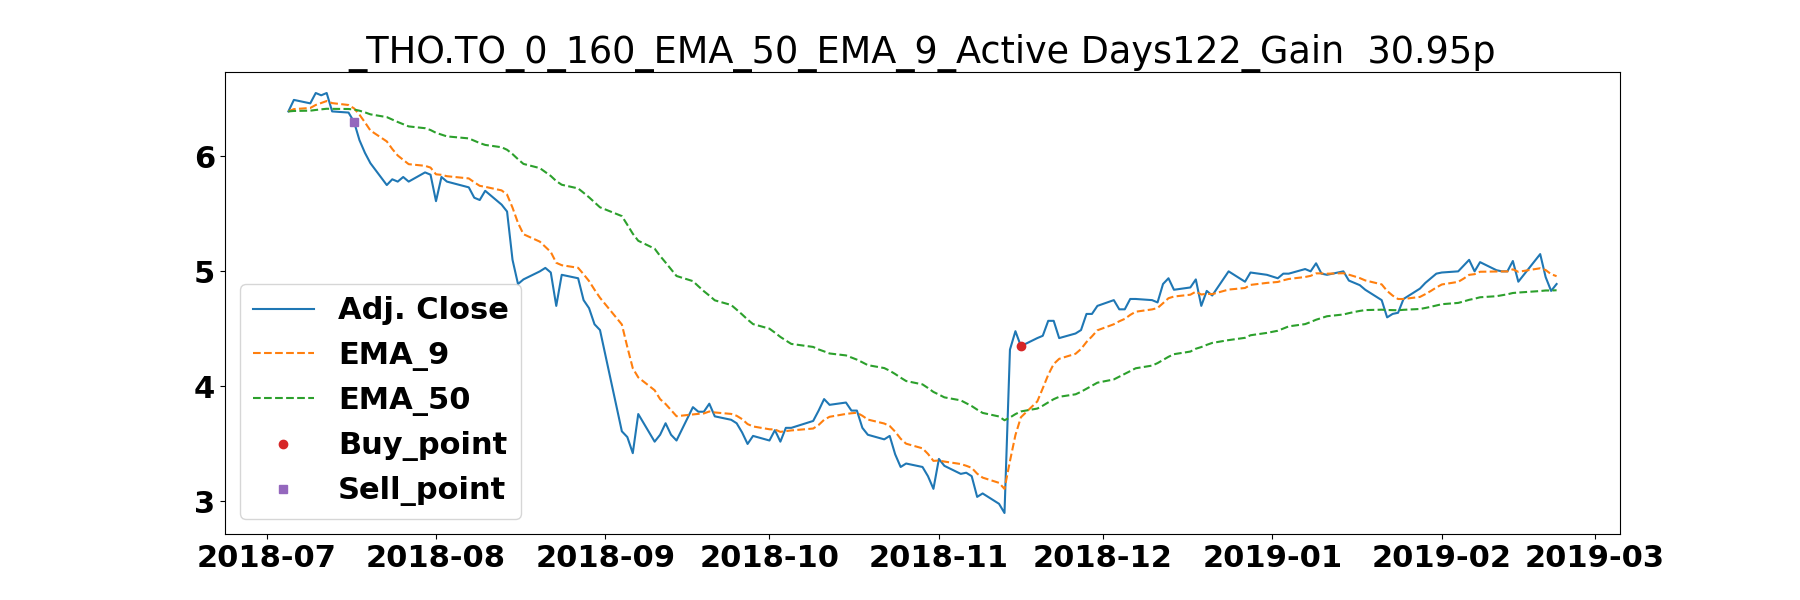 _THO.TO_0_160_EMA_50_EMA_9_Active Days122_Gain  30.95p
6
5
4
3
Adj. Close
EMA_9
EMA_50
Buy_point
Sell_point
2018-07 2018-08 2018-09 2018-10 2018-11 2018-12 2019-01 2019-02 2019-03